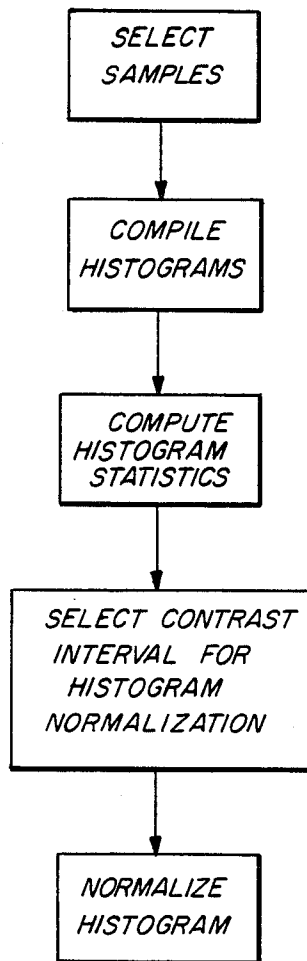 SELECT
SAMPLES
COMPILE
HISTOGRAMS
COMPUTE
HISTOGRAM
STATISTICS
SELECT CONTRAST
INTERVAL FOR
HISTOGRAM
NORMALIZATION
NORMALIZE
HISTOGRAM